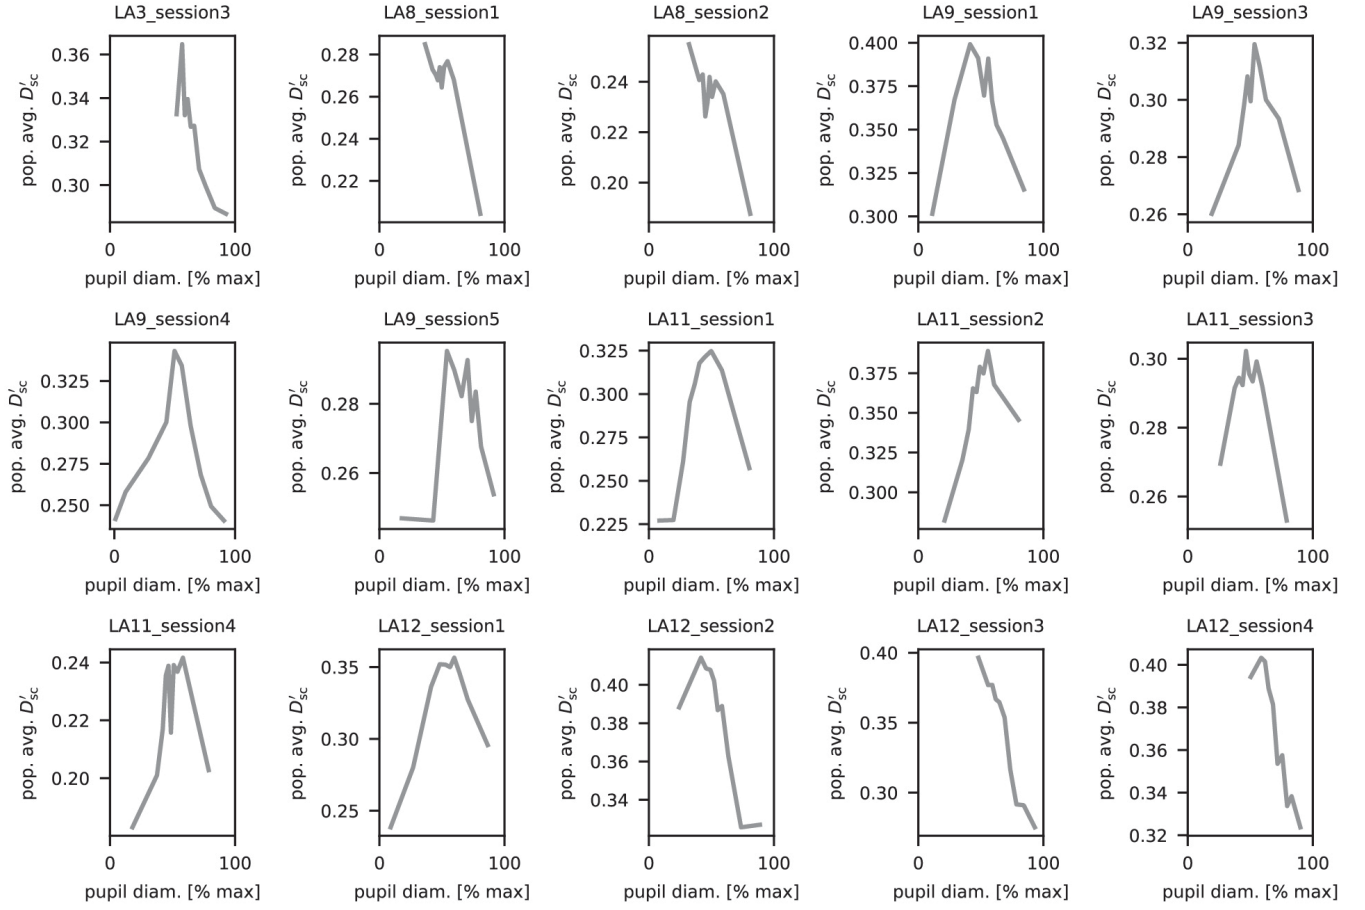 LA3_session3
LA8_session1
LA8_session2
LA9_session1
LA9_session3
pop. avg. D′sc
0.36
0.34
0.32
0.30
0
100
pupil diam. [% max]
pop. avg. D′sc
0.28
0.26
0.24
0.22
0
100
pupil diam. [% max]
pop. avg. D′sc
0.24
0.22
0.20
0
100
pupil diam. [% max]
pop. avg. D′sc
0.400
0.375
0.350
0.325
0.300
0
100
pupil diam. [% max]
pop. avg. D′sc
0.32
0.30
0.28
0.26
0
100
pupil diam. [% max]
LA9_session4
LA9_session5
LA11_session1
LA11_session2
LA11_session3
pop. avg. D′sc
0.325
0.300
0.275
0.250
0
100
pupil diam. [% max]
pop. avg. D′sc
0.28
0.26
0
100
pupil diam. [% max]
pop. avg. D′sc
0.325
0.300
0.275
0.250
0.225
0
100
pupil diam. [% max]
pop. avg. D′sc
0.375
0.350
0.325
0.300
0
100
pupil diam. [% max]
pop. avg. D′sc
0.30
0.28
0.26
0
100
pupil diam. [% max]
LA11_session4
LA12_session1
LA12_session2
LA12_session3
LA12_session4
pop. avg. D′sc
0.24
0.22
0.20
0
100
pupil diam. [% max]
pop. avg. D′sc
0.35
0.30
0.25
0
100
pupil diam. [% max]
pop. avg. D′sc
0.40
0.38
0.36
0.34
0
100
pupil diam. [% max]
pop. avg. D′sc
0.40
0.35
0.30
0
100
pupil diam. [% max]
pop. avg. D′sc
0.40
0.38
0.36
0.34
0.32
0
100
pupil diam. [% max]